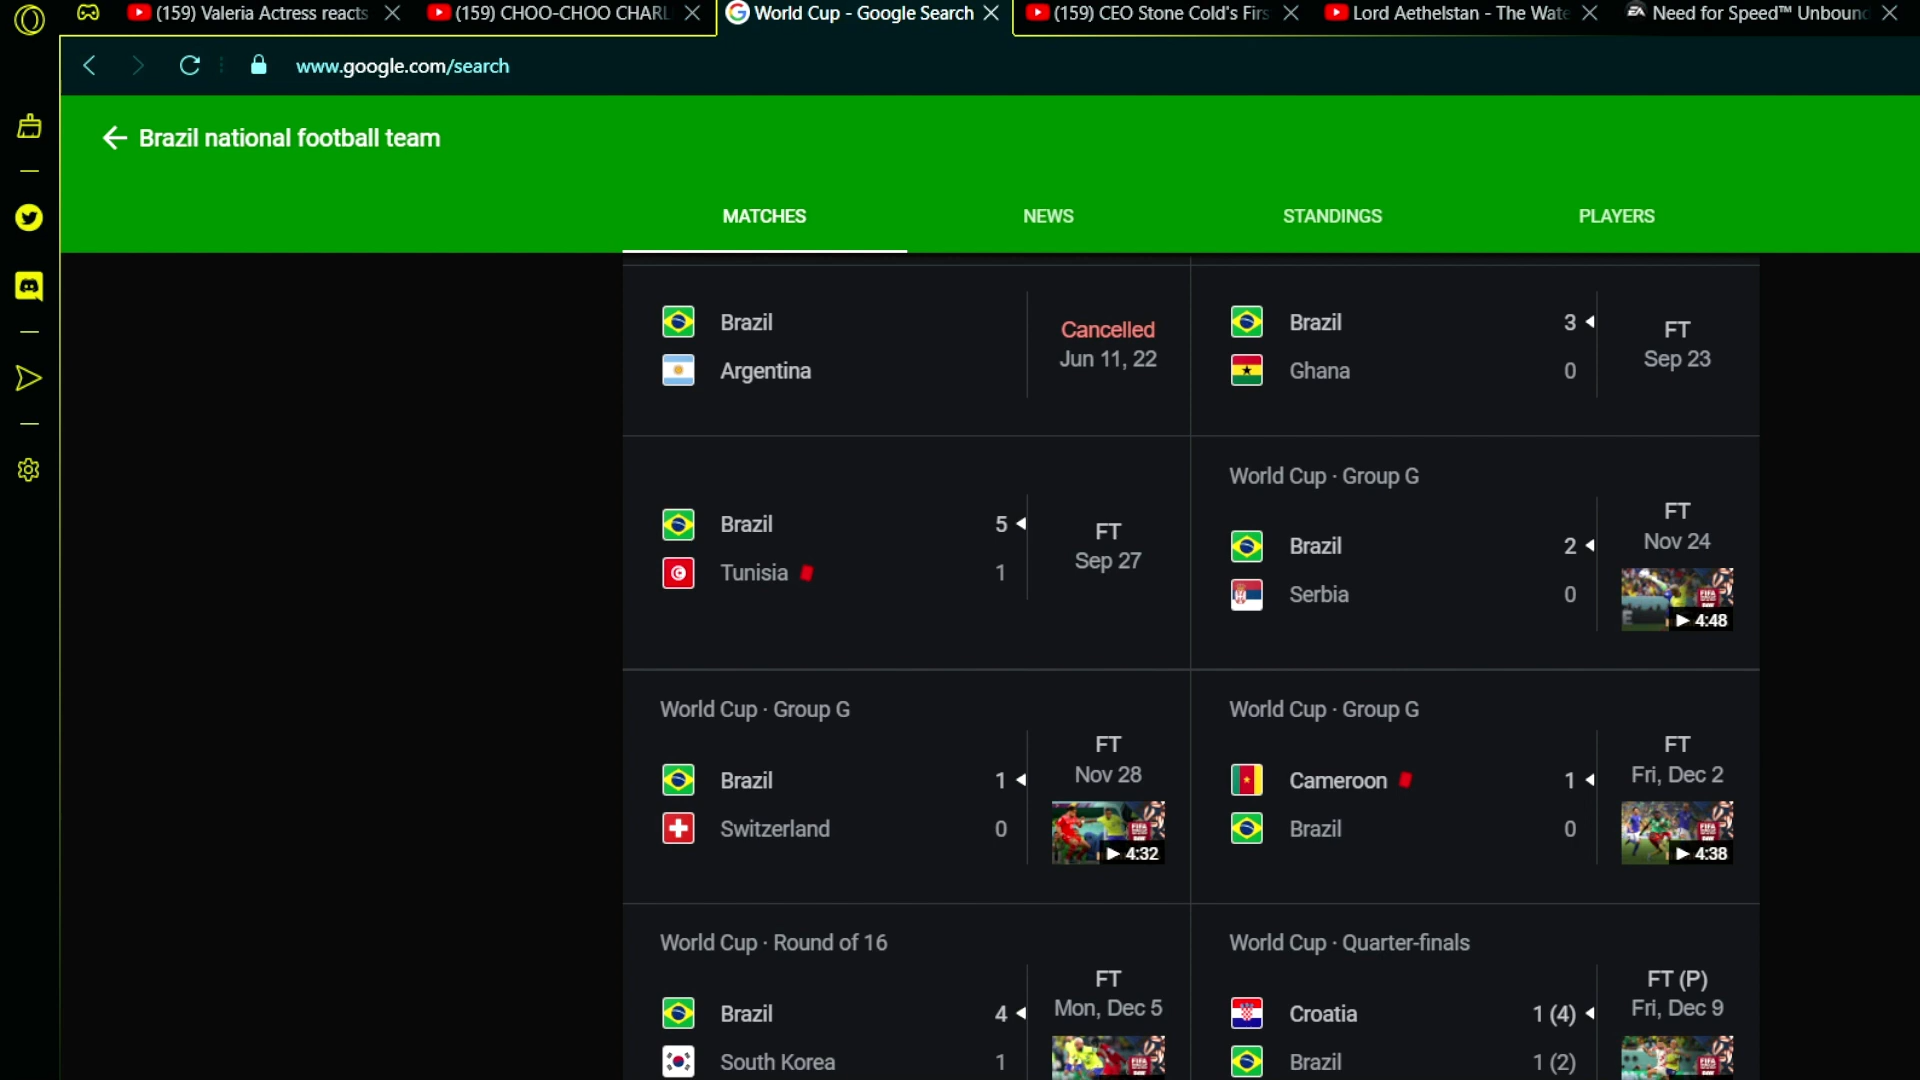 (159) Valeria Actress reacts
(159) CHOO-CHOO CHARL
World Cup - Google Search
(159) CEO Stone Cold's Firs
Lord Aethelstan - The Wate
Need for Speed™ Unbound
www.google.com/search
Brazil national football team
MATCHES
NEWS
STANDINGS
PLAYERS
Brazil
Argentina
Cancelled
Jun 11, 22
Brazil 3
Ghana 0
FT
Sep 23
Brazil 5
Tunisia 1
FT
Sep 27
World Cup · Group G
Brazil 2
Serbia 0
FT
Nov 24
4:48
World Cup · Group G
Brazil 1
Switzerland 0
FT
Nov 28
4:32
World Cup · Group G
Cameroon 1
Brazil 0
FT
Fri, Dec 2
4:38
World Cup · Round of 16
Brazil 4
South Korea 1
FT
Mon, Dec 5
World Cup · Quarter-finals
Croatia 1 (4)
Brazil 1 (2)
FT (P)
Fri, Dec 9